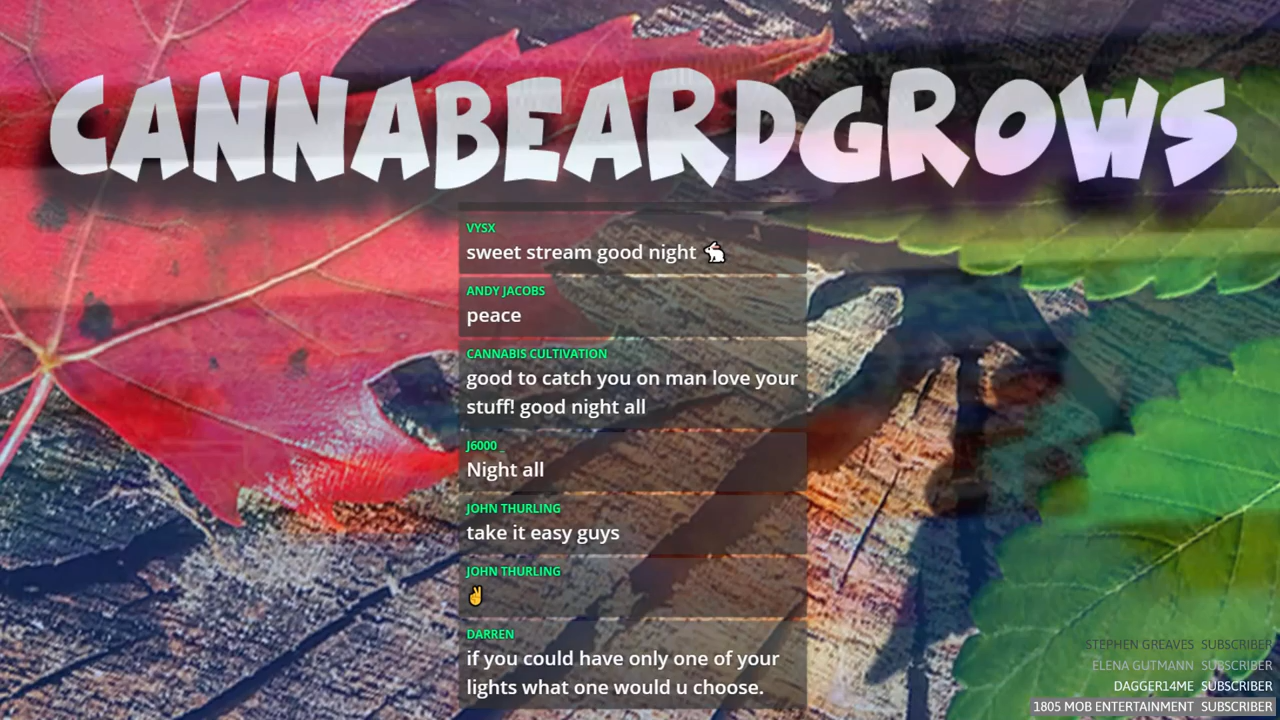 CANNABEARDGROWS
VYSX
sweet stream good night 🐇
ANDY JACOBS
peace
CANNABIS CULTIVATION
good to catch you on man love your
stuff! good night all
J6000_
Night all
JOHN THURLING
take it easy guys
JOHN THURLING
✌
DARREN
if you could have only one of your
lights what one would u choose.
STEPHEN GREAVES SUBSCRIBER
ELENA GUTMANN SUBSCRIBER
DAGGER14ME SUBSCRIBER
1805 MOB ENTERTAINMENT SUBSCRIBER